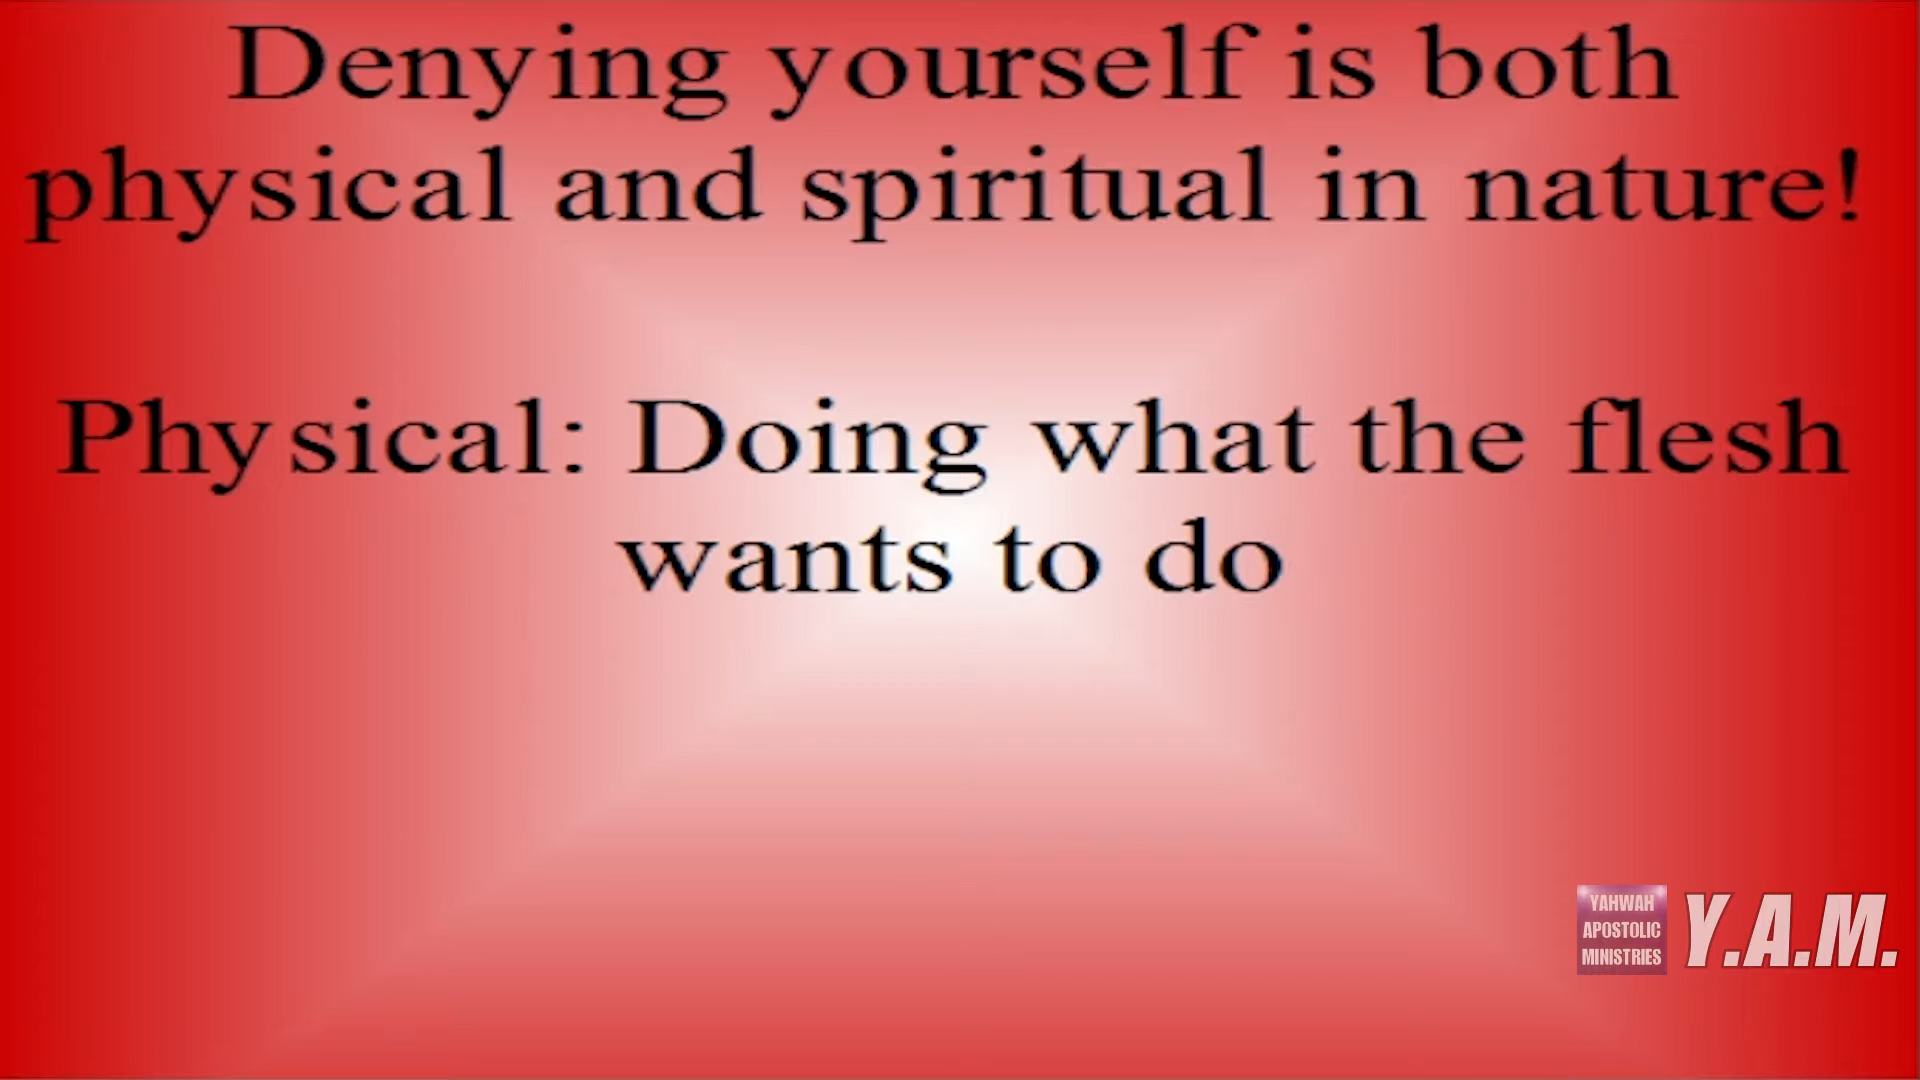 Denying yourself is both
physical and spiritual in nature!
Physical: Doing what the flesh
wants to do
YAHWAH
APOSTOLIC
MINISTRIES
Y.A.M.